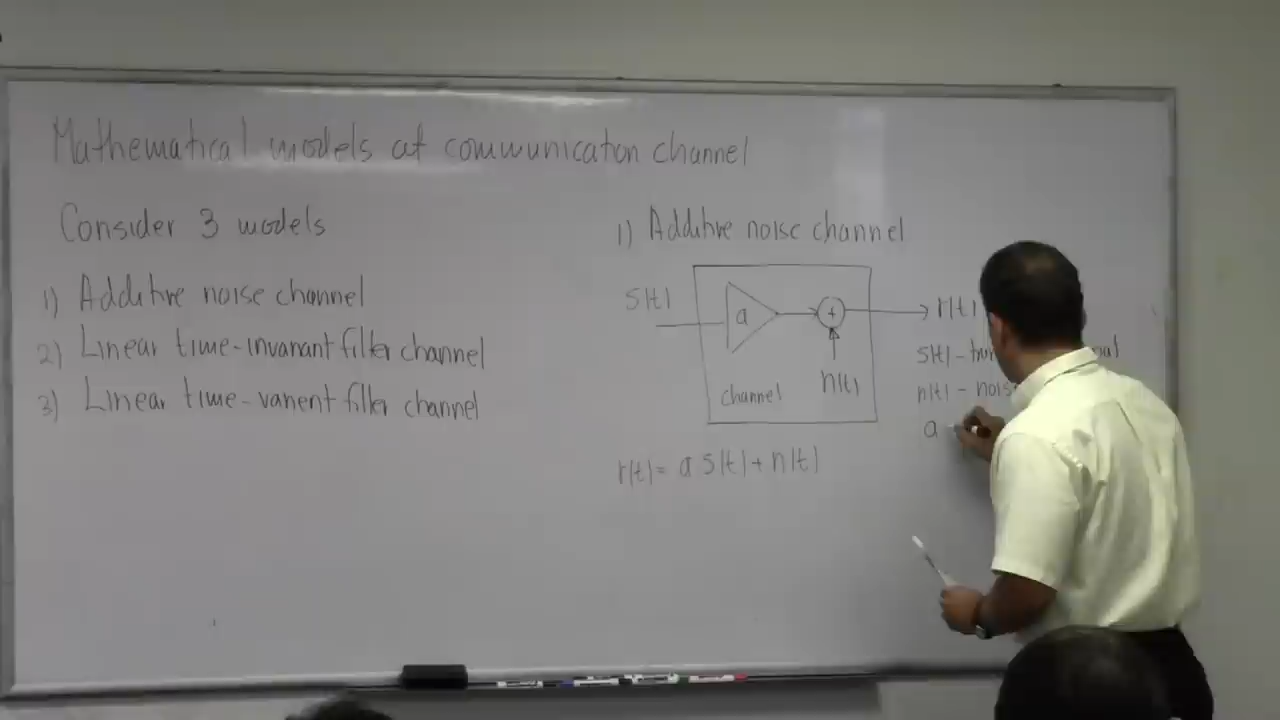 Mathematical models of communication channel
Consider 3 models
1) Additive noise channel
2) Linear time-invariant filter channel
3) Linear time-varient filter channel
1) Additive noise channel
s(t)
a
+
r(t)
channel
n(t)
r(t) = a s(t) + n(t)
s(t) -
n(t) -
a